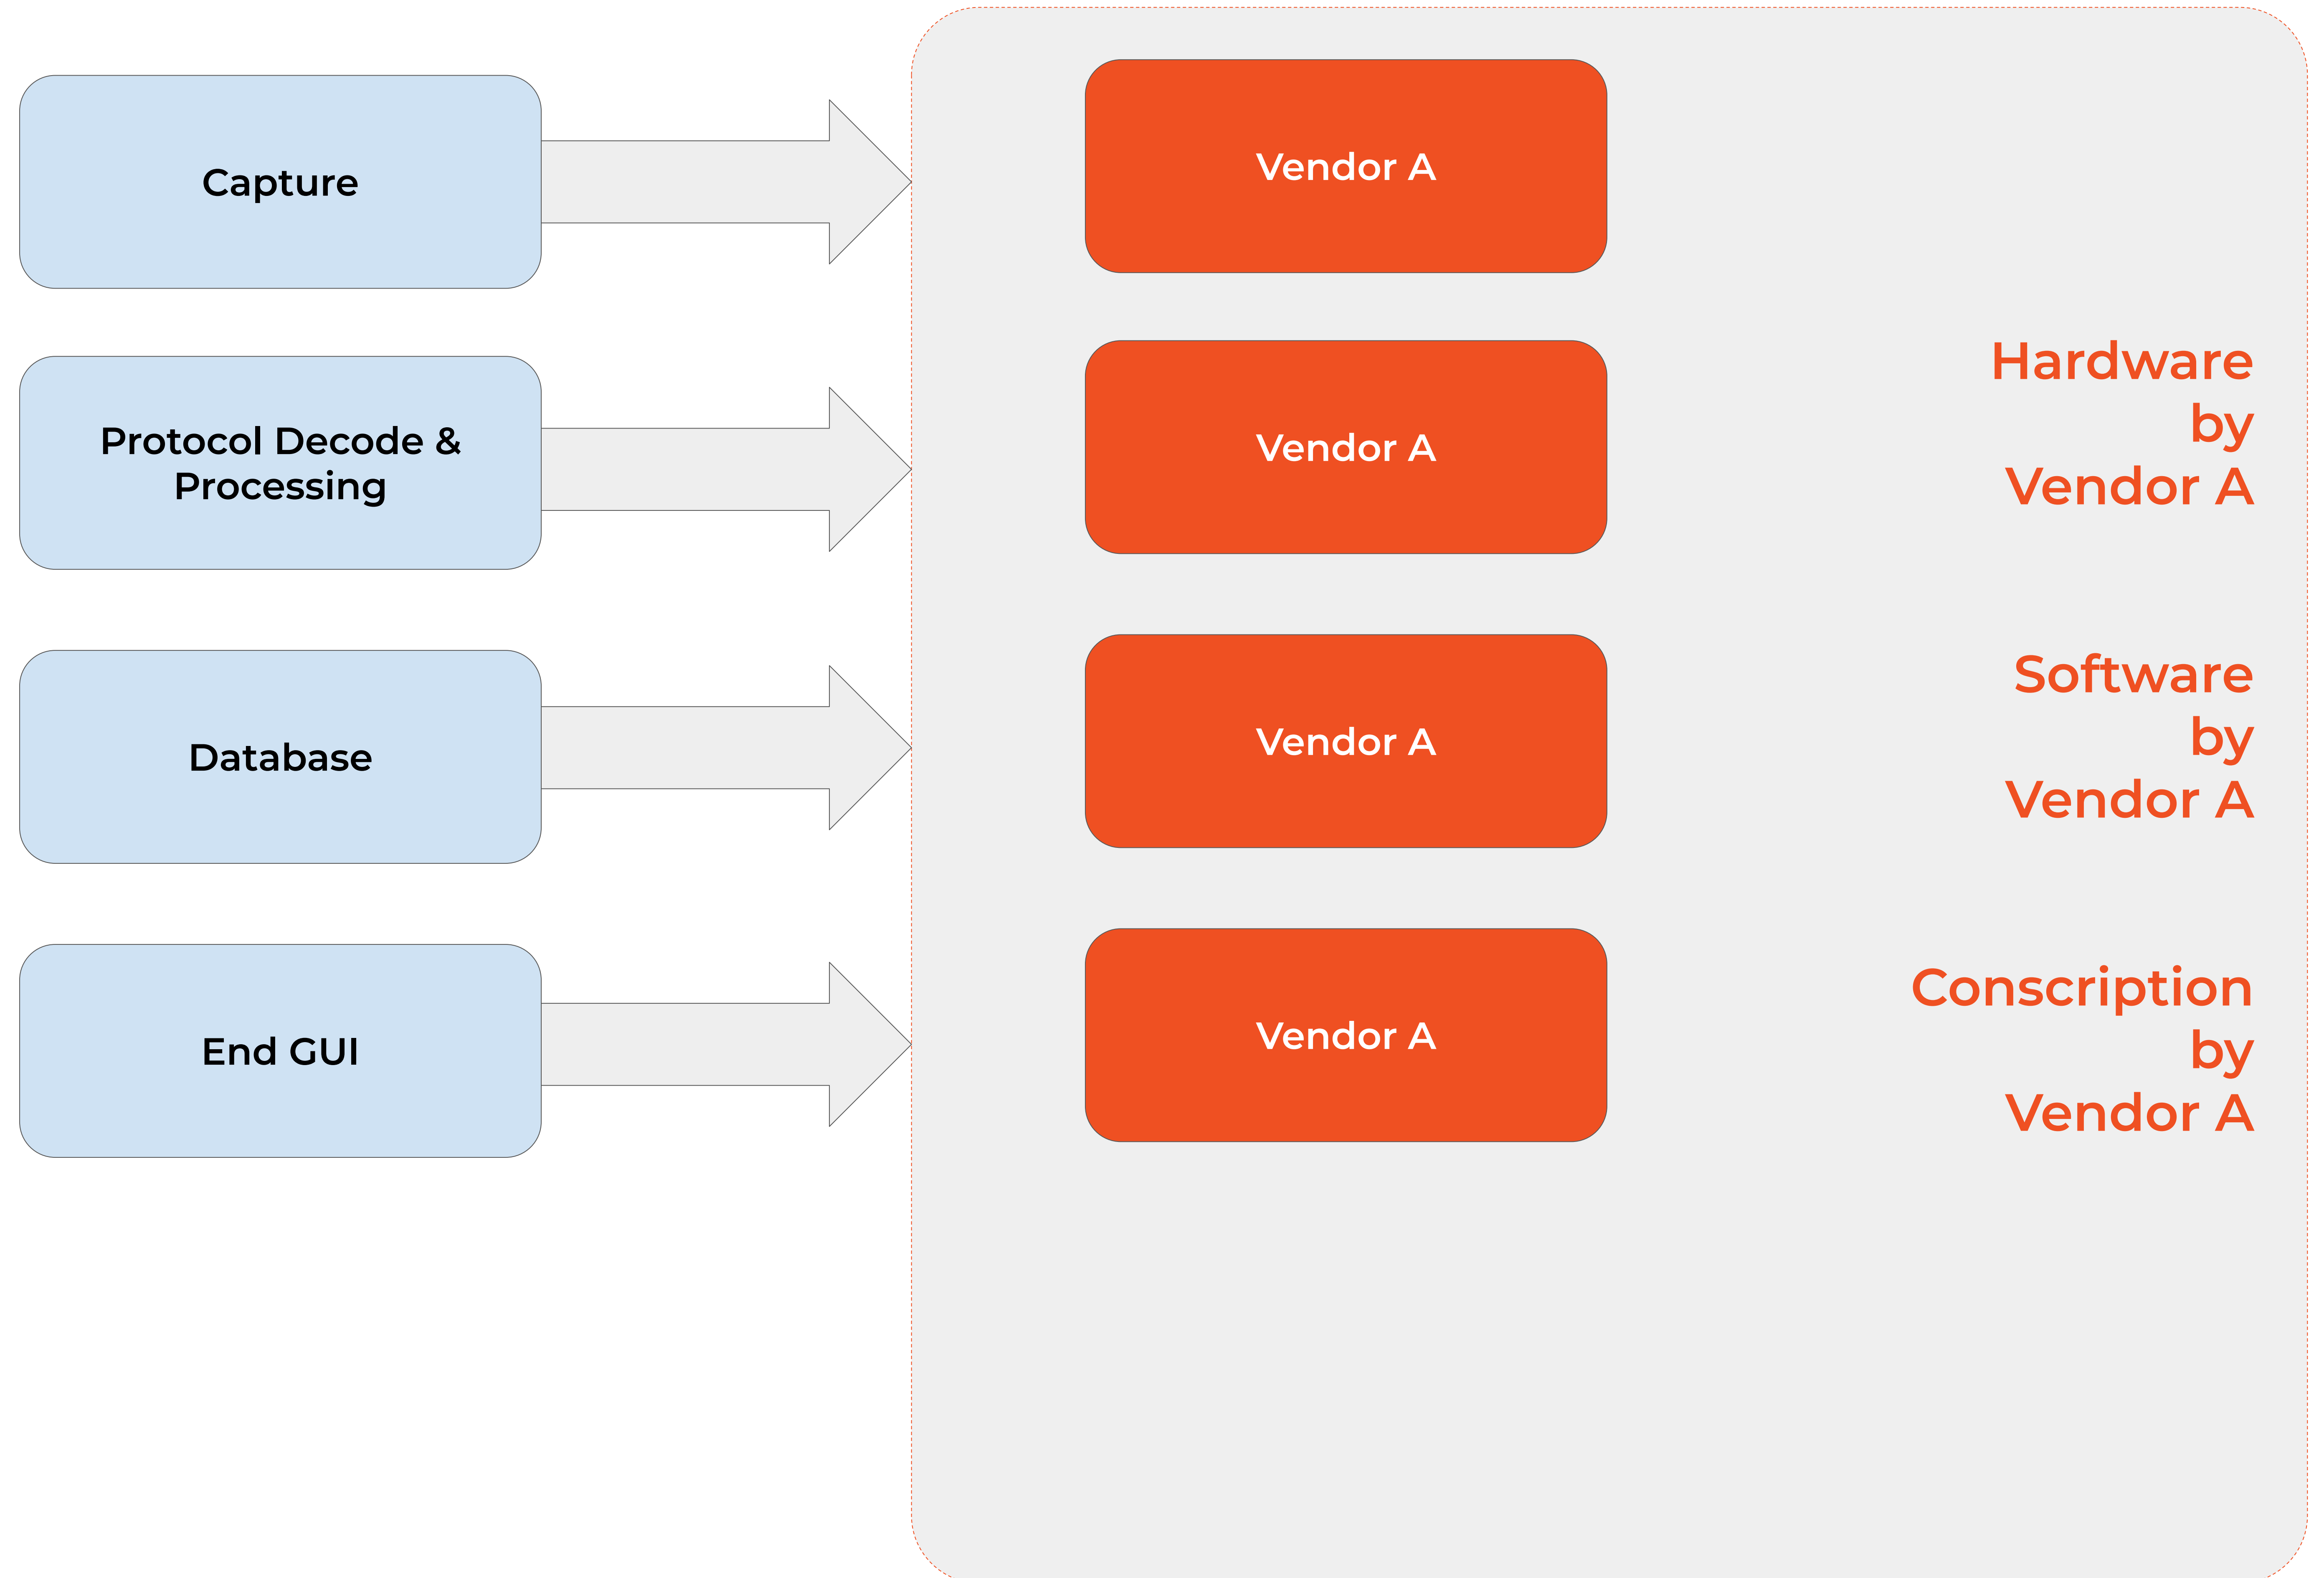 Capture
Vendor A
Protocol Decode &
Processing
Vendor A
Database
Vendor A
End GUI
Vendor A
Hardware
by
Vendor A
Software
by
Vendor A
Conscription
by
Vendor A